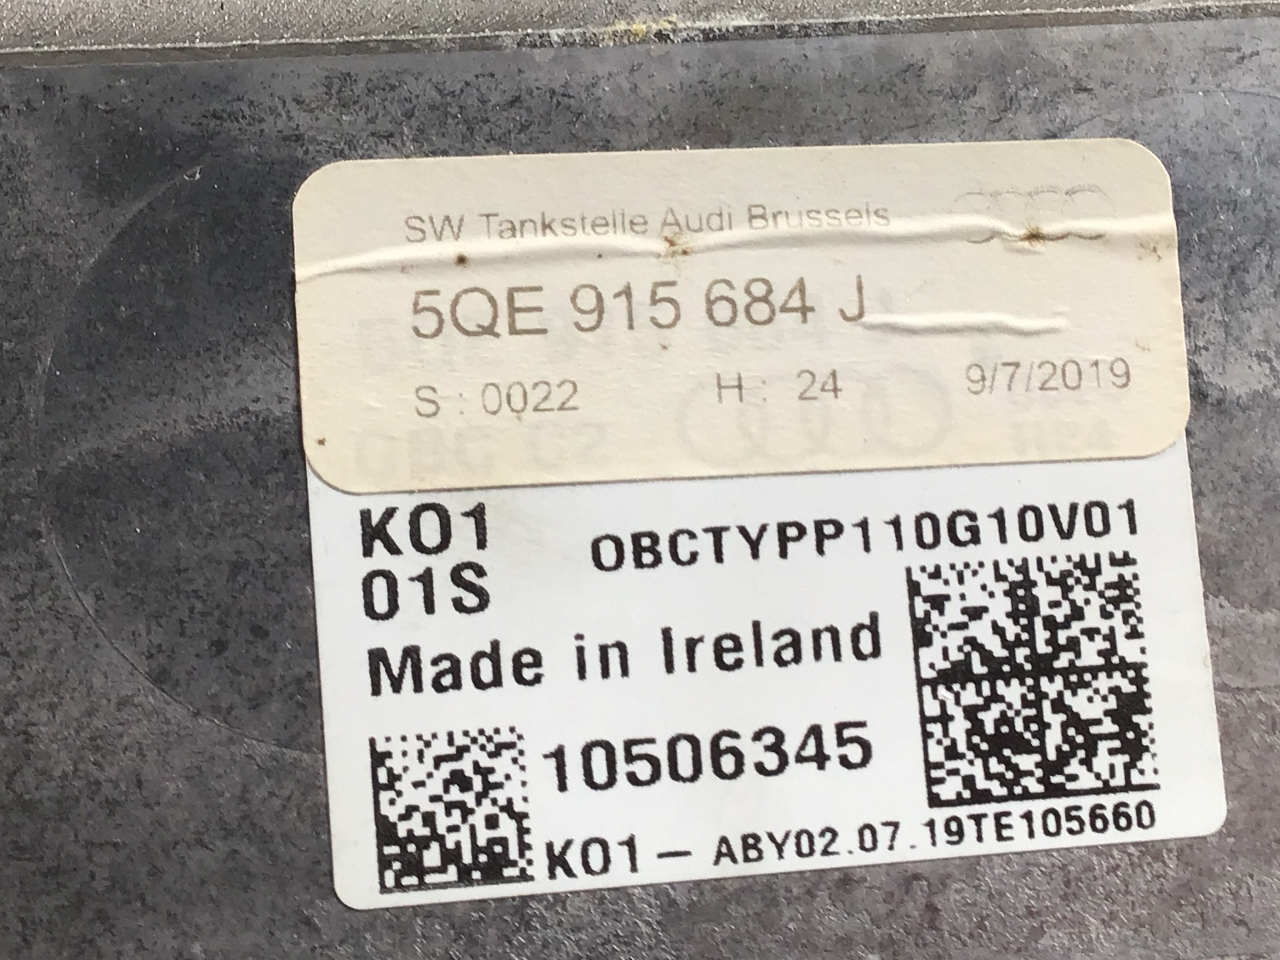 SW Tankstelle Audi Brussels
5QE 915 684 J
S : 0022 H : 24 9/7/2019
KO1 OBCTYPP110G10V01
01S
Made in Ireland
10506345
KO1 - ABY02.07.19TE105660